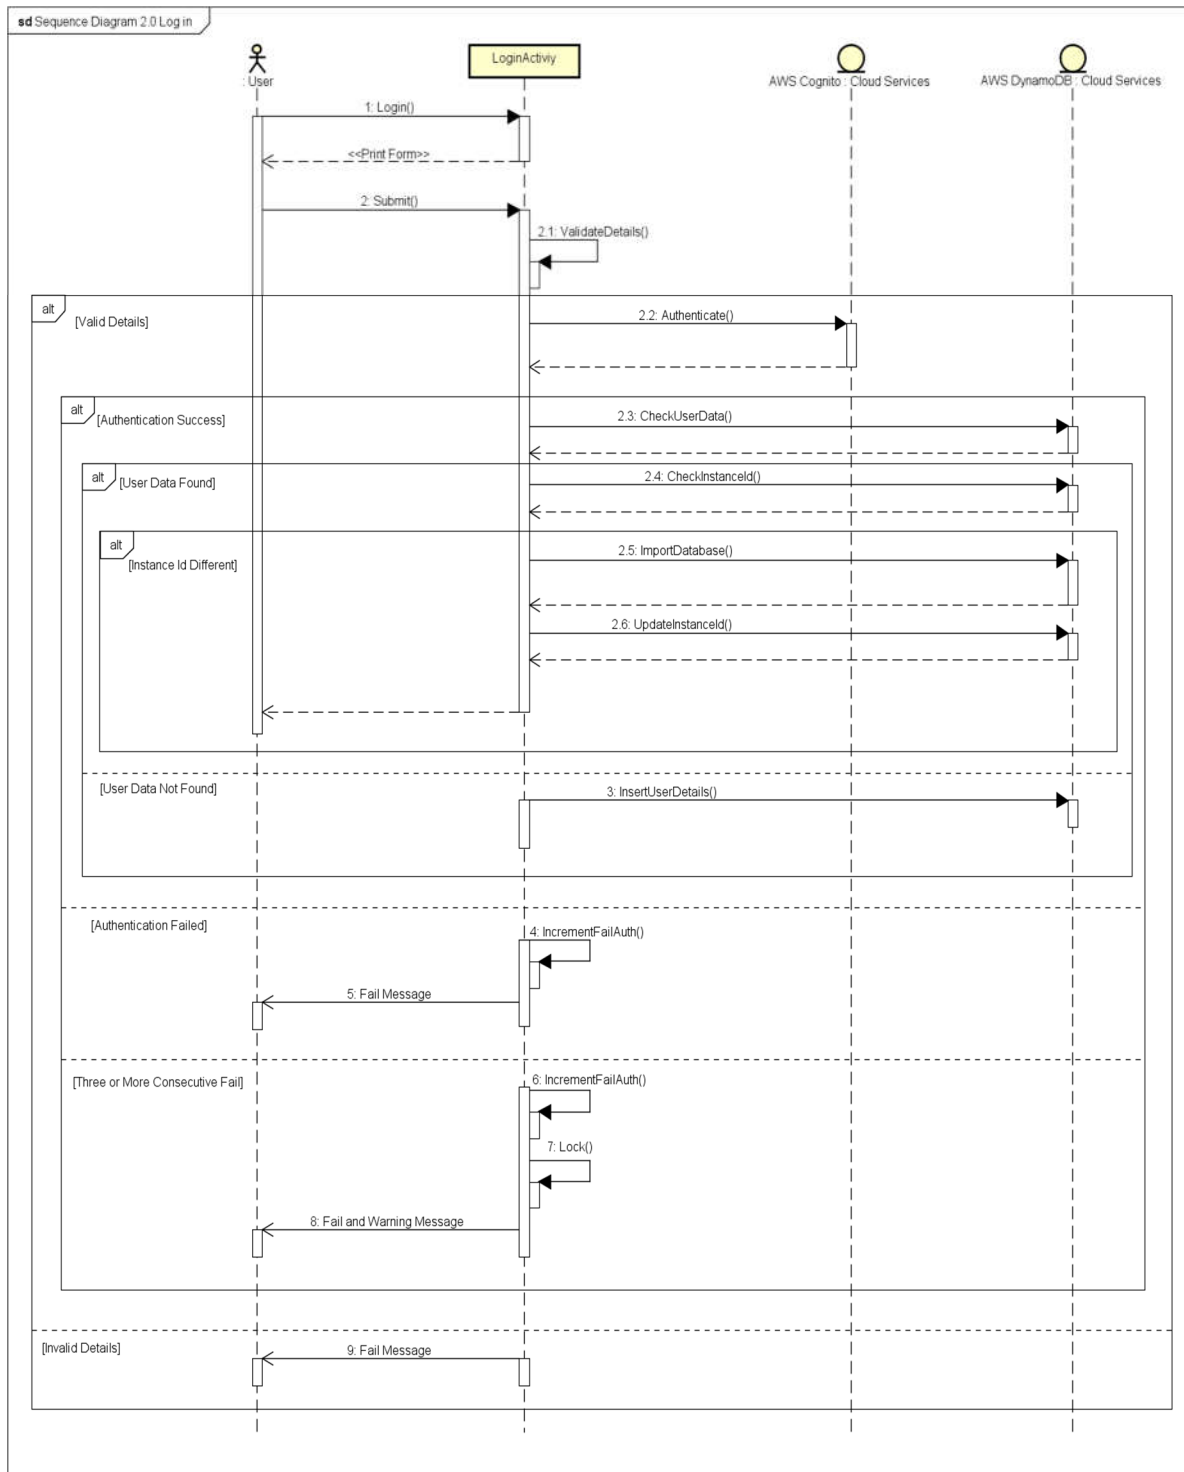 sd Sequence Diagram 2.0 Log in
: User
LoginActiviy
AWS Cognito : Cloud Services
AWS DynamoDB : Cloud Services
1: Login()
<<Print Form>>
2: Submit()
2.1: ValidateDetails()
alt
[Valid Details]
2.2: Authenticate()
alt
[Authentication Success]
2.3: CheckUserData()
alt
[User Data Found]
2.4: CheckInstanceId()
alt
[Instance Id Different]
2.5: ImportDatabase()
2.6: UpdateInstanceId()
[User Data Not Found]
3: InsertUserDetails()
[Authentication Failed]
4: IncrementFailAuth()
5: Fail Message
[Three or More Consecutive Fail]
6: IncrementFailAuth()
7: Lock()
8: Fail and Warning Message
[Invalid Details]
9: Fail Message